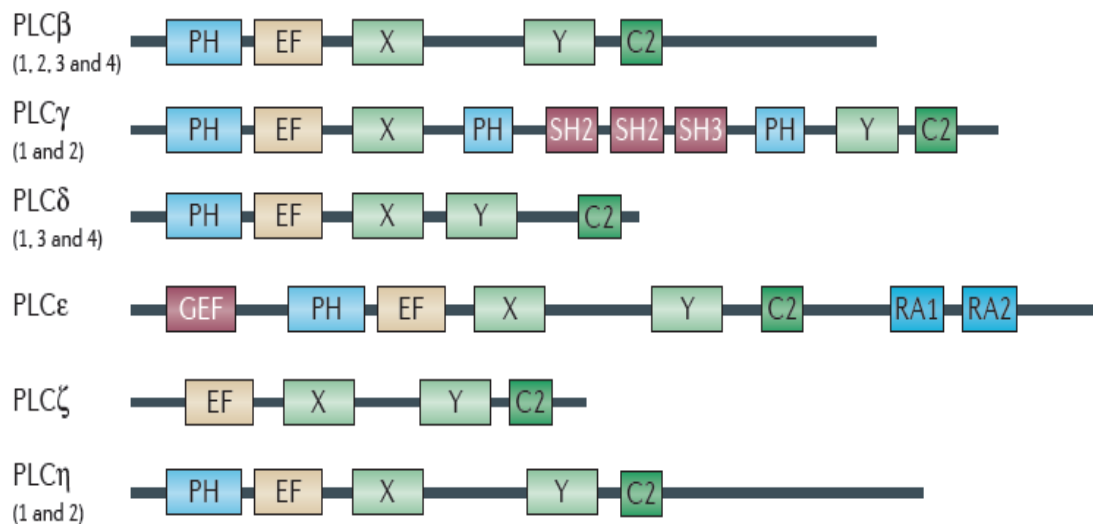 PLCβ PH EF X Y C2
(1, 2, 3 and 4)
PLCγ PH EF X PH SH2 SH2 SH3 PH Y C2
(1 and 2)
PLCδ PH EF X Y C2
(1, 3 and 4)
PLCε GEF PH EF X Y C2 RA1 RA2
PLCζ EF X Y C2
PLCη PH EF X Y C2
(1 and 2)